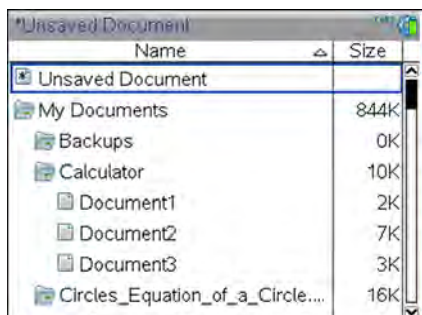 *Unsaved Document
Name Size
Unsaved Document
My Documents 844K
Backups 0K
Calculator 10K
Document1 2K
Document2 7K
Document3 3K
Circles_Equation_of_a_Circle.... 16K